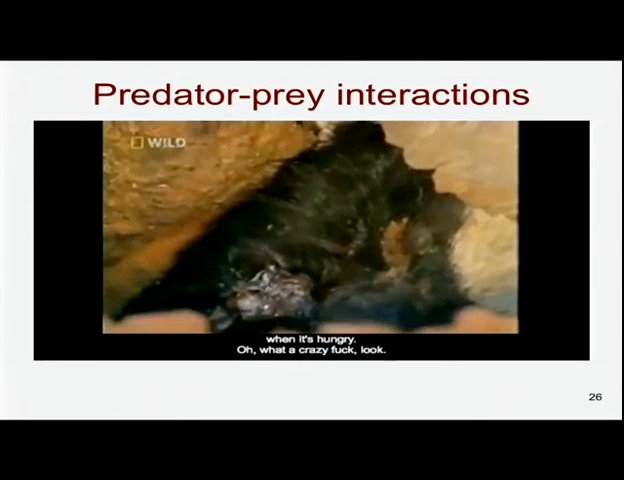 Predator-prey interactions
WILD
when it's hungry.
Oh, what a crazy fuck, look.
26